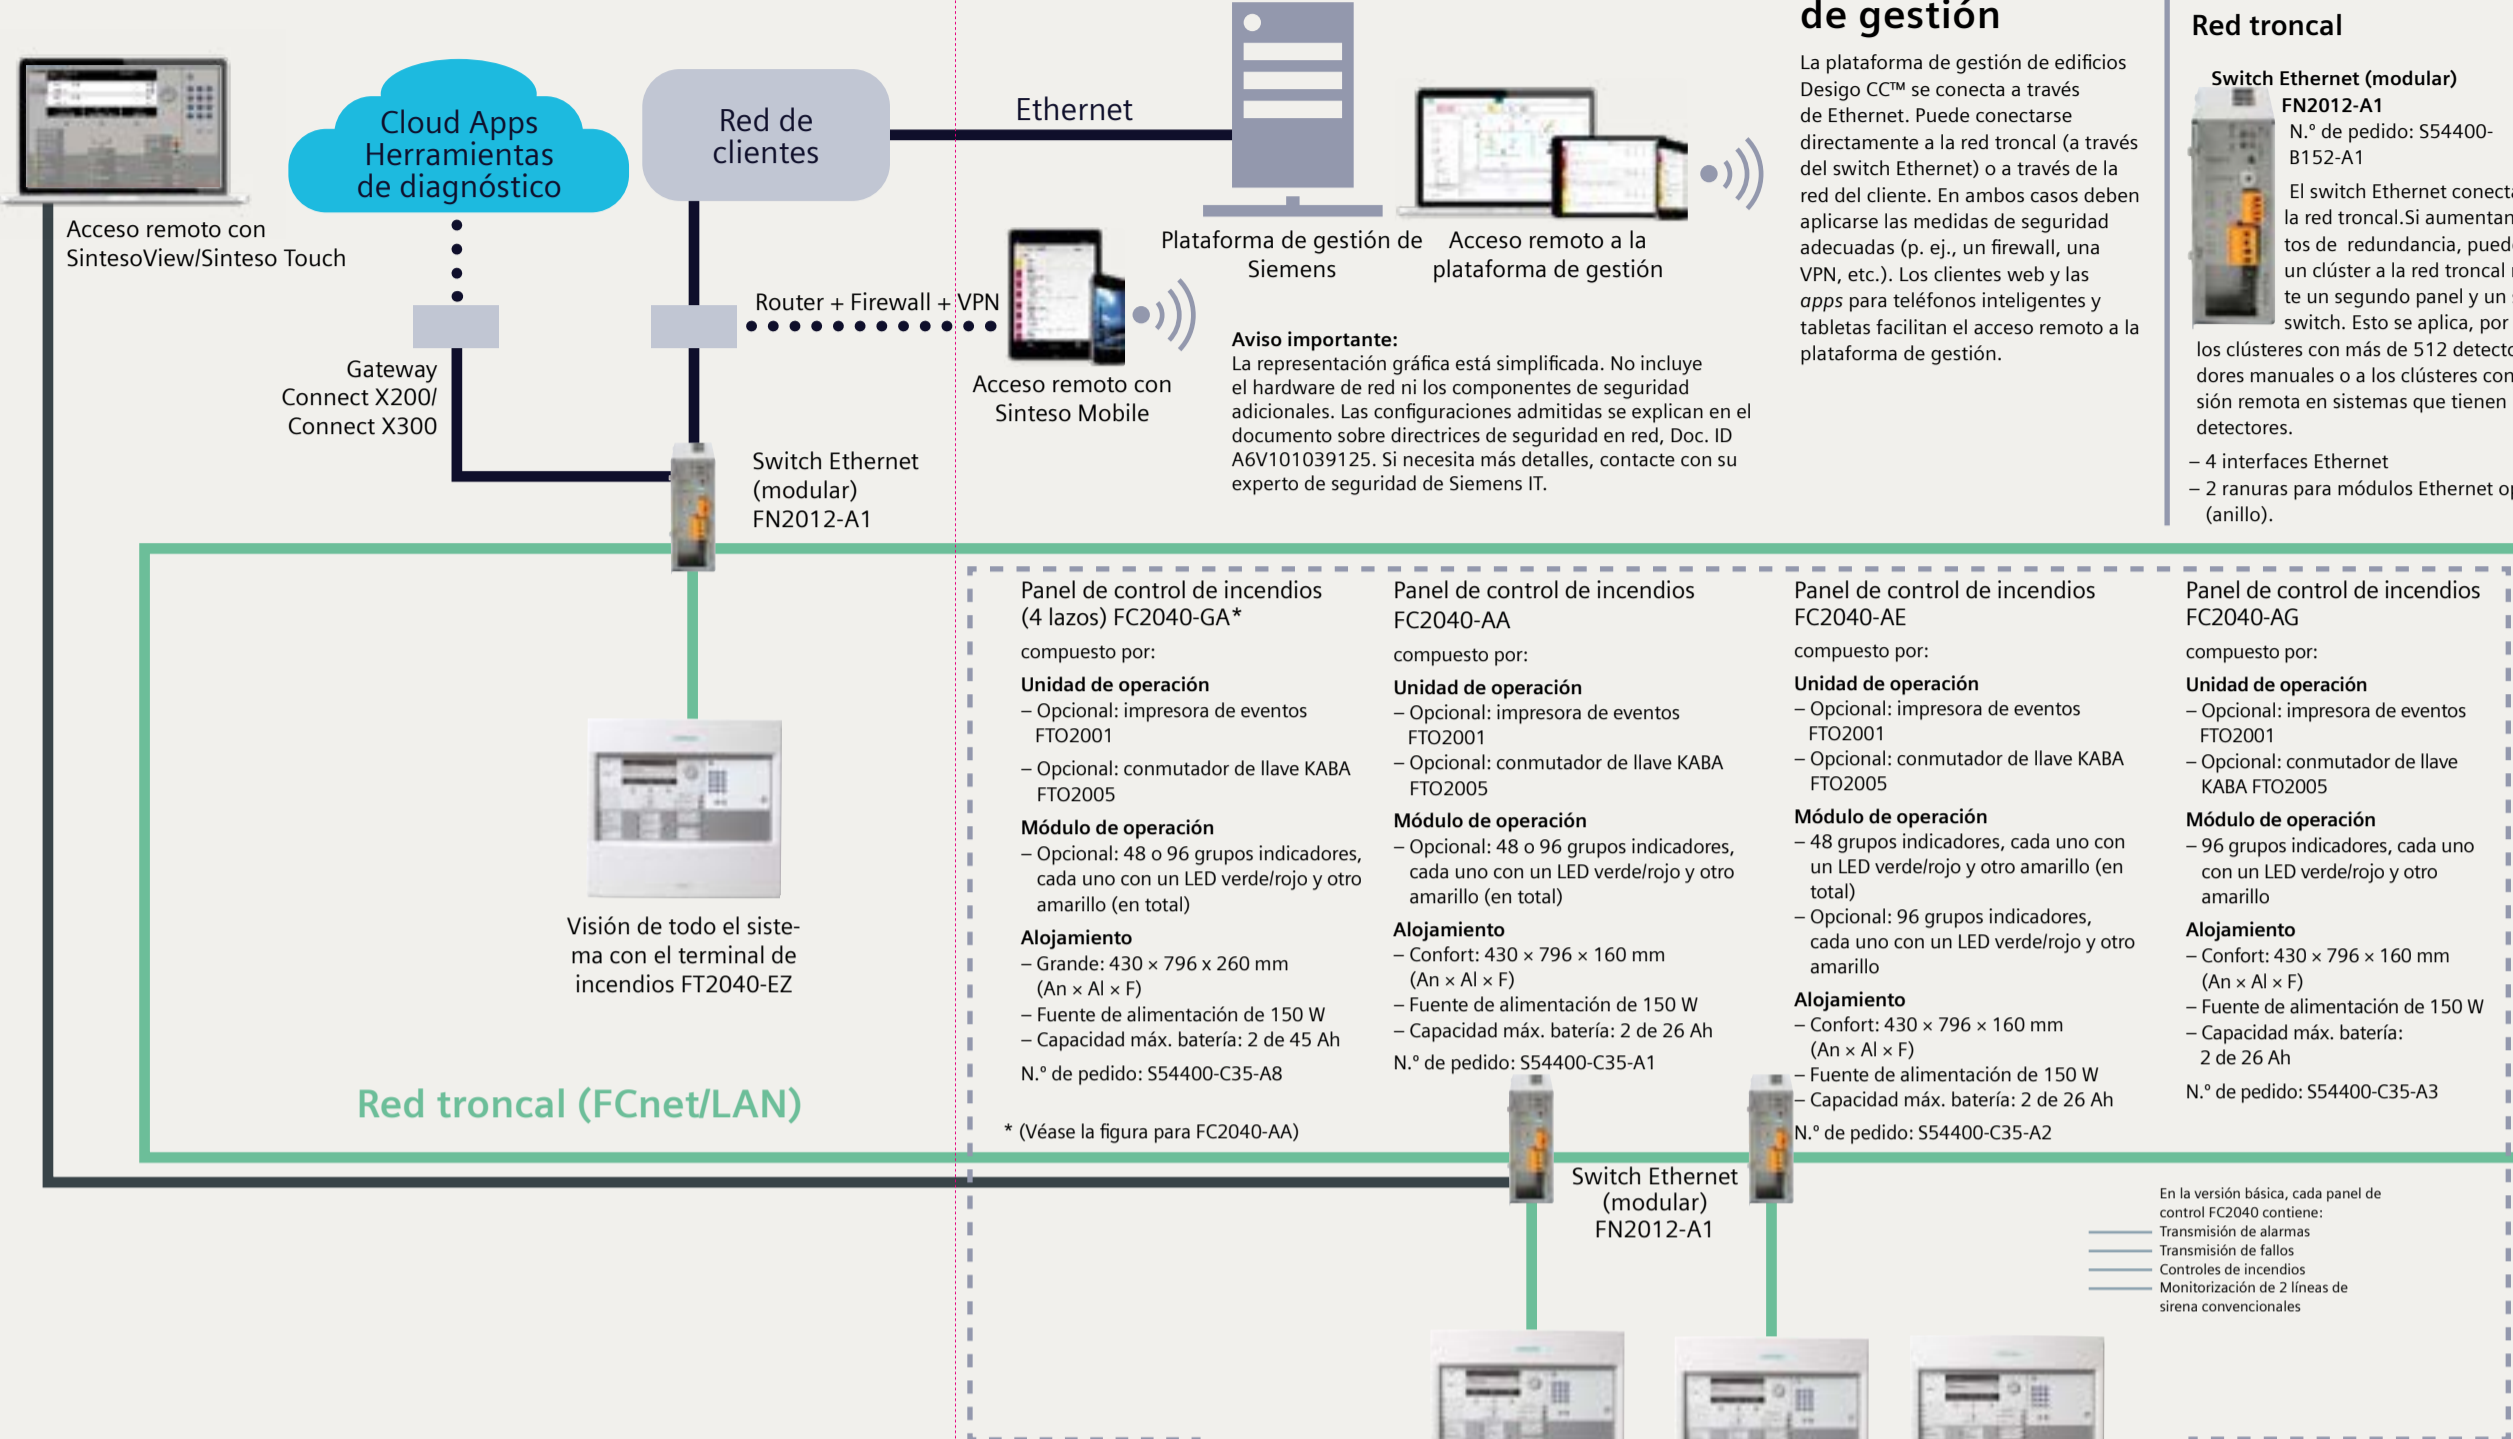 Cloud Apps
Herramientas
de diagnóstico
Red de
clientes
Ethernet
Acceso remoto con
SintesoView/Sinteso Touch
Gateway
Connect X200/
Connect X300
Router + Firewall + VPN
Acceso remoto con
Sinteso Mobile
Plataforma de gestión de
Siemens
Acceso remoto a la
plataforma de gestión
Switch Ethernet
(modular)
FN2012-A1
Aviso importante:
La representación gráfica está simplificada. No incluye
el hardware de red ni los componentes de seguridad
adicionales. Las configuraciones admitidas se explican en el
documento sobre directrices de seguridad en red, Doc. ID
A6V101039125. Si necesita más detalles, contacte con su
experto de seguridad de Siemens IT.
de gestión
La plataforma de gestión de edificios
Desigo CC™ se conecta a través
de Ethernet. Puede conectarse
directamente a la red troncal (a través
del switch Ethernet) o a través de la
red del cliente. En ambos casos deben
aplicarse las medidas de seguridad
adecuadas (p. ej., un firewall, una
VPN, etc.). Los clientes web y las
apps para teléfonos inteligentes y
tabletas facilitan el acceso remoto a la
plataforma de gestión.
Red troncal
Switch Ethernet (modular)
FN2012-A1
N.º de pedido: S54400-
B152-A1
El switch Ethernet conecta
la red troncal.Si aumentan
tos de redundancia, pued
un clúster a la red troncal
te un segundo panel y un
switch. Esto se aplica, por
los clústeres con más de 512 detect
dores manuales o a los clústeres con
sión remota en sistemas que tienen
detectores.
– 4 interfaces Ethernet
– 2 ranuras para módulos Ethernet op
(anillo).
Visión de todo el siste-
ma con el terminal de
incendios FT2040-EZ
Red troncal (FCnet/LAN)
Panel de control de incendios
(4 lazos) FC2040-GA*
compuesto por:
Unidad de operación
– Opcional: impresora de eventos
FTO2001
– Opcional: conmutador de llave KABA
FTO2005
Módulo de operación
– Opcional: 48 o 96 grupos indicadores,
cada uno con un LED verde/rojo y otro
amarillo (en total)
Alojamiento
– Grande: 430 × 796 x 260 mm
(An × Al × F)
– Fuente de alimentación de 150 W
– Capacidad máx. batería: 2 de 45 Ah
N.º de pedido: S54400-C35-A8
* (Véase la figura para FC2040-AA)
Panel de control de incendios
FC2040-AA
compuesto por:
Unidad de operación
– Opcional: impresora de eventos
FTO2001
– Opcional: conmutador de llave KABA
FTO2005
Módulo de operación
– Opcional: 48 o 96 grupos indicadores,
cada uno con un LED verde/rojo y otro
amarillo (en total)
Alojamiento
– Confort: 430 × 796 × 160 mm
(An × Al × F)
– Fuente de alimentación de 150 W
– Capacidad máx. batería: 2 de 26 Ah
N.º de pedido: S54400-C35-A1
Panel de control de incendios
FC2040-AE
compuesto por:
Unidad de operación
– Opcional: impresora de eventos
FTO2001
– Opcional: conmutador de llave KABA
FTO2005
Módulo de operación
– 48 grupos indicadores, cada uno con
un LED verde/rojo y otro amarillo (en
total)
– Opcional: 96 grupos indicadores,
cada uno con un LED verde/rojo y otro
amarillo
Alojamiento
– Confort: 430 × 796 × 160 mm
(An × Al × F)
– Fuente de alimentación de 150 W
– Capacidad máx. batería: 2 de 26 Ah
N.º de pedido: S54400-C35-A2
Panel de control de incendios
FC2040-AG
compuesto por:
Unidad de operación
– Opcional: impresora de eventos
FTO2001
– Opcional: conmutador de llave
KABA FTO2005
Módulo de operación
– 96 grupos indicadores, cada uno
con un LED verde/rojo y otro
amarillo
Alojamiento
– Confort: 430 × 796 × 160 mm
(An × Al × F)
– Fuente de alimentación de 150 W
– Capacidad máx. batería:
2 de 26 Ah
N.º de pedido: S54400-C35-A3
Switch Ethernet
(modular)
FN2012-A1
En la versión básica, cada panel de
control FC2040 contiene:
Transmisión de alarmas
Transmisión de fallos
Controles de incendios
Monitorización de 2 líneas de
sirena convencionales